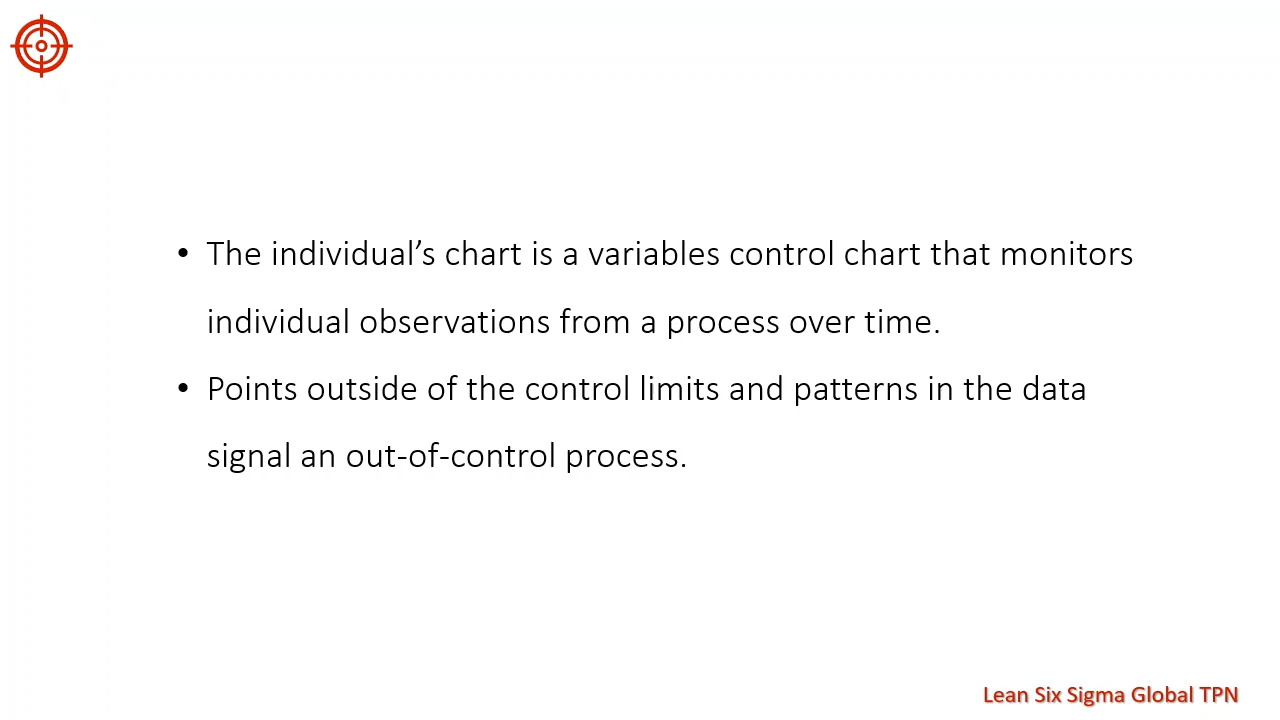 • The individual’s chart is a variables control chart that monitors
individual observations from a process over time.
• Points outside of the control limits and patterns in the data
signal an out-of-control process.
Lean Six Sigma Global TPN